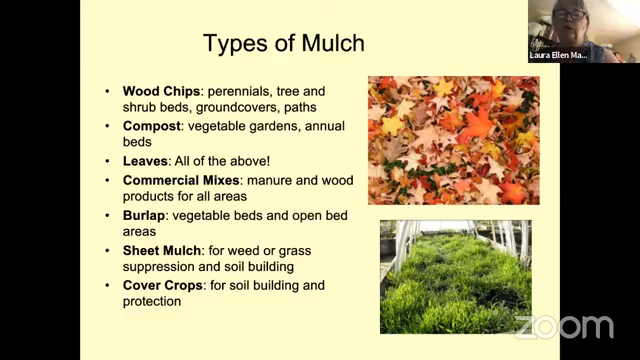 Types of Mulch
Laura Ellen Ma...
• Wood Chips: perennials, tree and
shrub beds, groundcovers, paths
• Compost: vegetable gardens, annual
beds
• Leaves: All of the above!
• Commercial Mixes: manure and wood
products for all areas
• Burlap: vegetable beds and open bed
areas
• Sheet Mulch: for weed or grass
suppression and soil building
• Cover Crops: for soil building and
protection
zoom